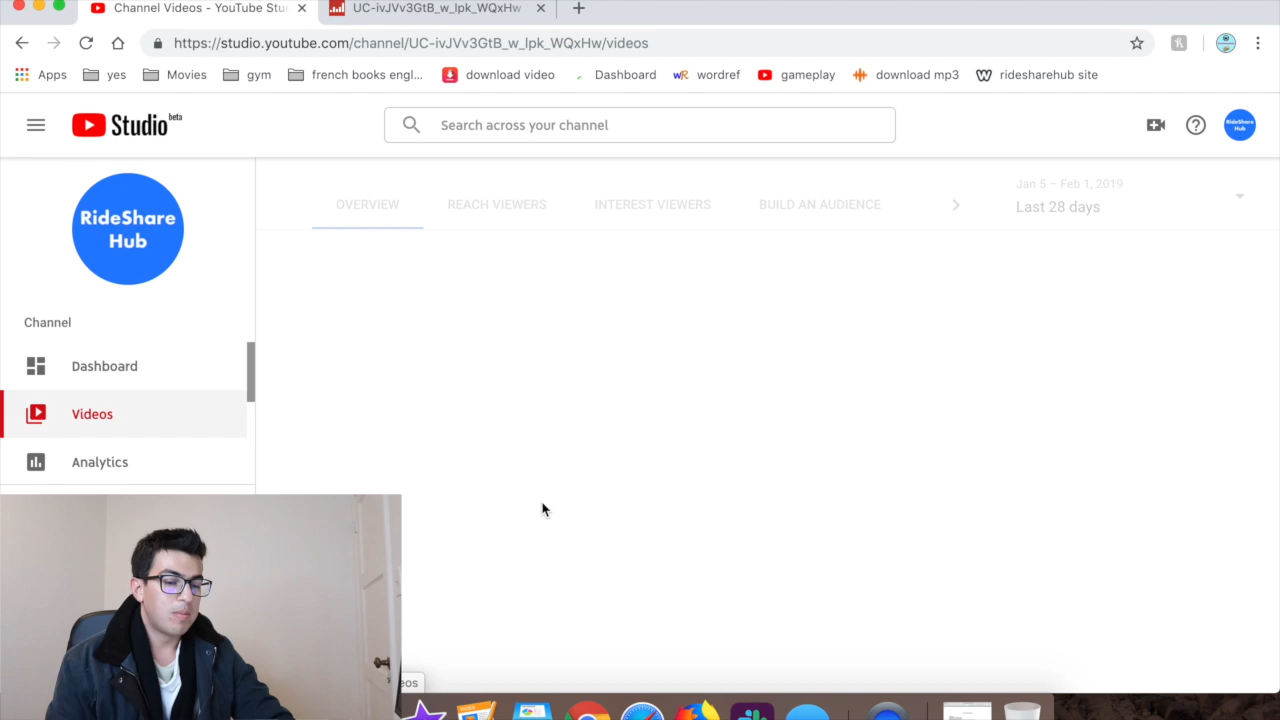 Channel Videos - YouTube Stu
UC-ivJVv3GtB_w_lpk_WQxHw
https://studio.youtube.com/channel/UC-ivJVv3GtB_w_lpk_WQxHw/videos
Apps yes Movies gym french books engl... download video Dashboard wordref gameplay download mp3 ridesharehub site
Studio beta
Search across your channel
RideShare
Hub
RideShare
Hub
OVERVIEW REACH VIEWERS INTEREST VIEWERS BUILD AN AUDIENCE
Jan 5 – Feb 1, 2019
Last 28 days
Channel
Dashboard
Videos
Analytics
eos